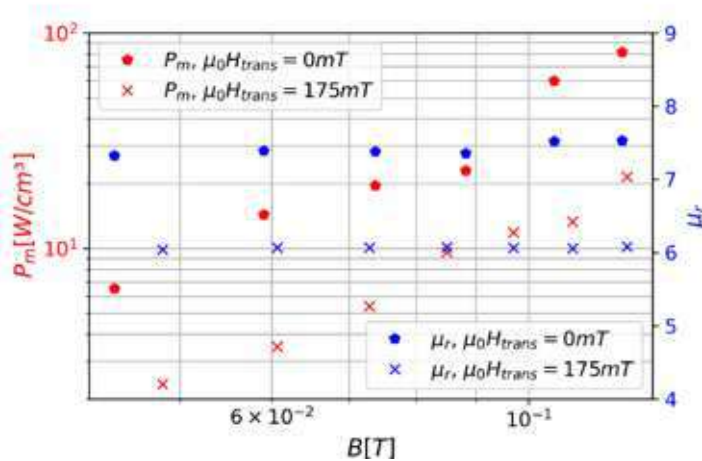 10²
9
P_m, μ₀H_trans = 0mT
P_m, μ₀H_trans = 175mT
8
7
P_m[W/cm³]
μ_r
10¹
6
5
μ_r, μ₀H_trans = 0mT
μ_r, μ₀H_trans = 175mT
4
6 × 10⁻²
10⁻¹
B[T]